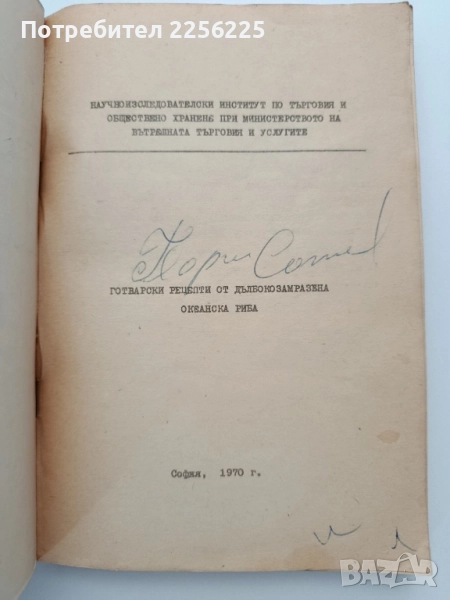 Потребител 2256225
НАУЧНОИЗСЛЕДОВАТЕЛСКИ ИНСТИТУТ ПО ТЪРГОВИЯ И
ОБЩЕСТВЕНО ХРАНЕНЕ ПРИ МИНИСТЕРСТВОТО НА
ВЪТРЕШНАТА ТЪРГОВИЯ И УСЛУГИТЕ
ГОТВАРСКИ РЕЦЕПТИ ОТ ДЪЛБОКОЗАМРАЗЕНА
ОКЕАНСКА РИБА
София, 1970 г.
BAZAR